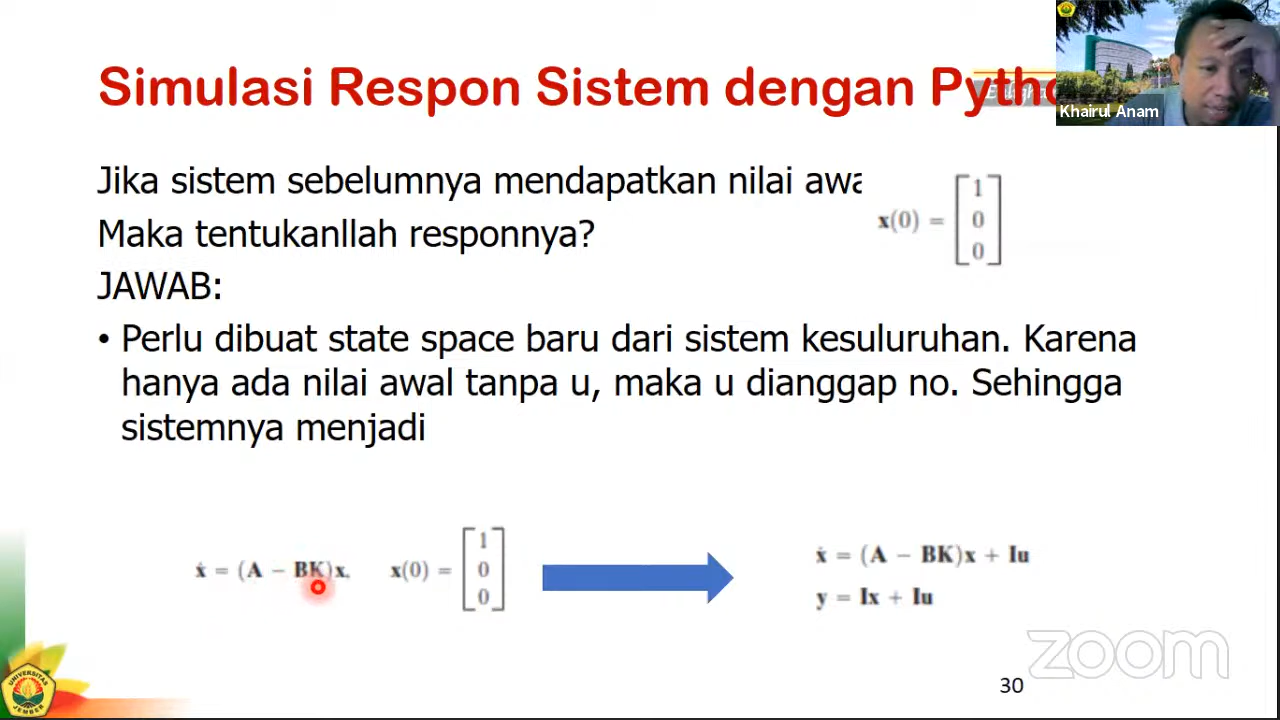 Simulasi Respon Sistem dengan Pytho
Khairul Anam
Jika sistem sebelumnya mendapatkan nilai awa
x(0) = [1 0 0]
Maka tentukanllah responnya?
JAWAB:
• Perlu dibuat state space baru dari sistem kesuluruhan. Karena
hanya ada nilai awal tanpa u, maka u dianggap no. Sehingga
sistemnya menjadi
ẋ = (A − BK)x, x(0) = [1 0 0]
ẋ = (A − BK)x + Iu
y = Ix + Iu
zoom
UNIVERSITAS
JEMBER
30